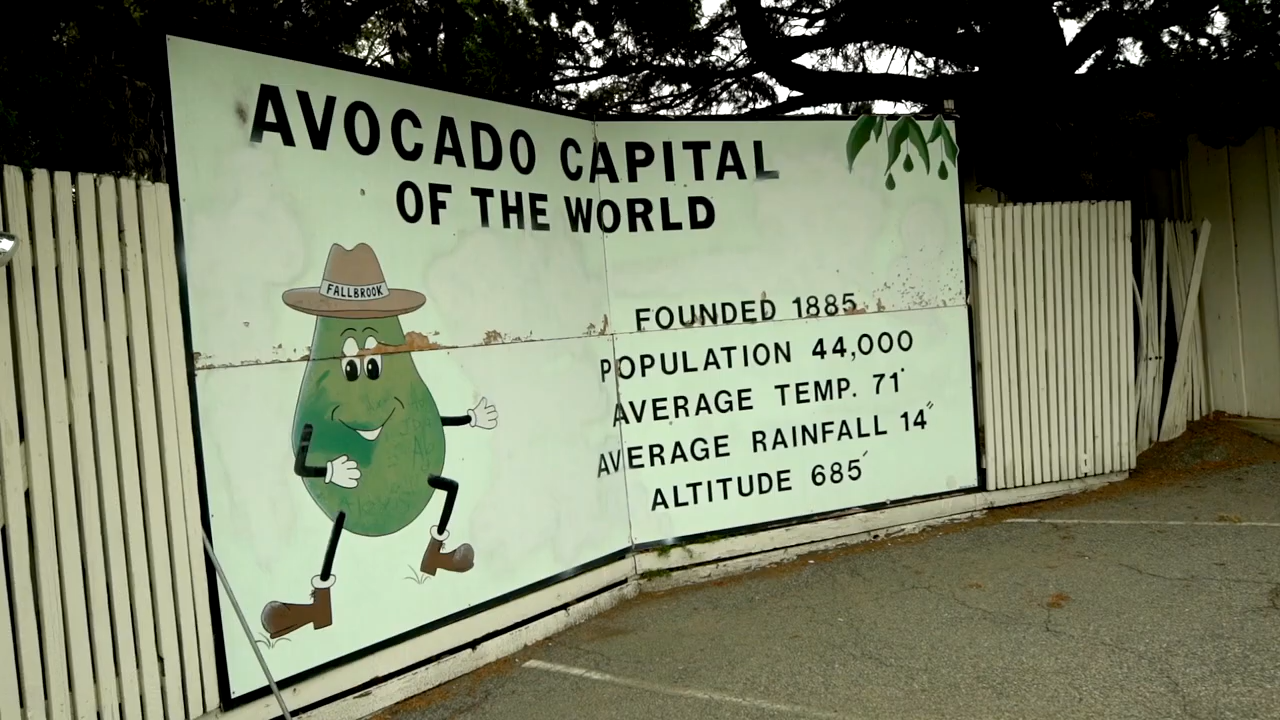 AVOCADO CAPITAL
OF THE WORLD
FALLBROOK
FOUNDED 1885
POPULATION 44,000
AVERAGE TEMP. 71°
AVERAGE RAINFALL 14"
ALTITUDE 685'